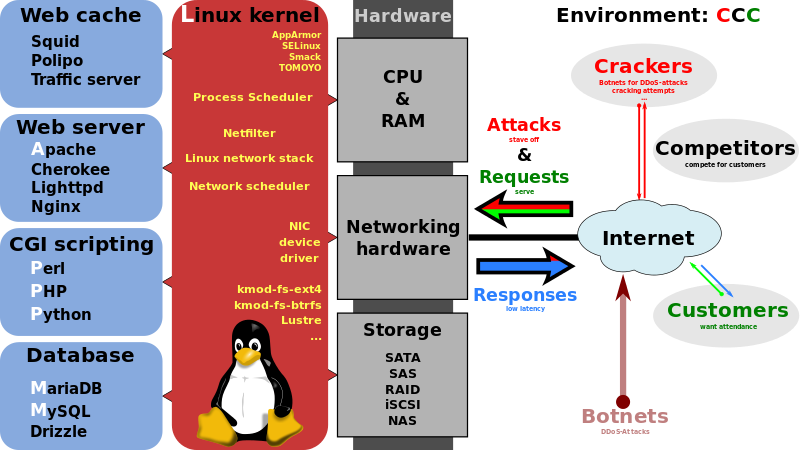 Web cache
Squid
Polipo
Traffic server
Web server
Apache
Cherokee
Lighttpd
Nginx
CGI scripting
Perl
PHP
Python
Database
MariaDB
MySQL
Drizzle
Linux kernel
AppArmor
SELinux
Smack
TOMOYO
Process Scheduler
Netfilter
Linux network stack
Network scheduler
NIC
device
driver
kmod-fs-ext4
kmod-fs-btrfs
Lustre
...
Hardware
CPU
&
RAM
Networking
hardware
Storage
SATA
SAS
RAID
iSCSI
NAS
Environment: CCC
Crackers
Botnets for DDoS-attacks
cracking attempts
...
Competitors
compete for customers
Attacks
stave off
&
Requests
serve
Internet
Responses
low latency
Customers
want attendance
Botnets
DDoS-Attacks